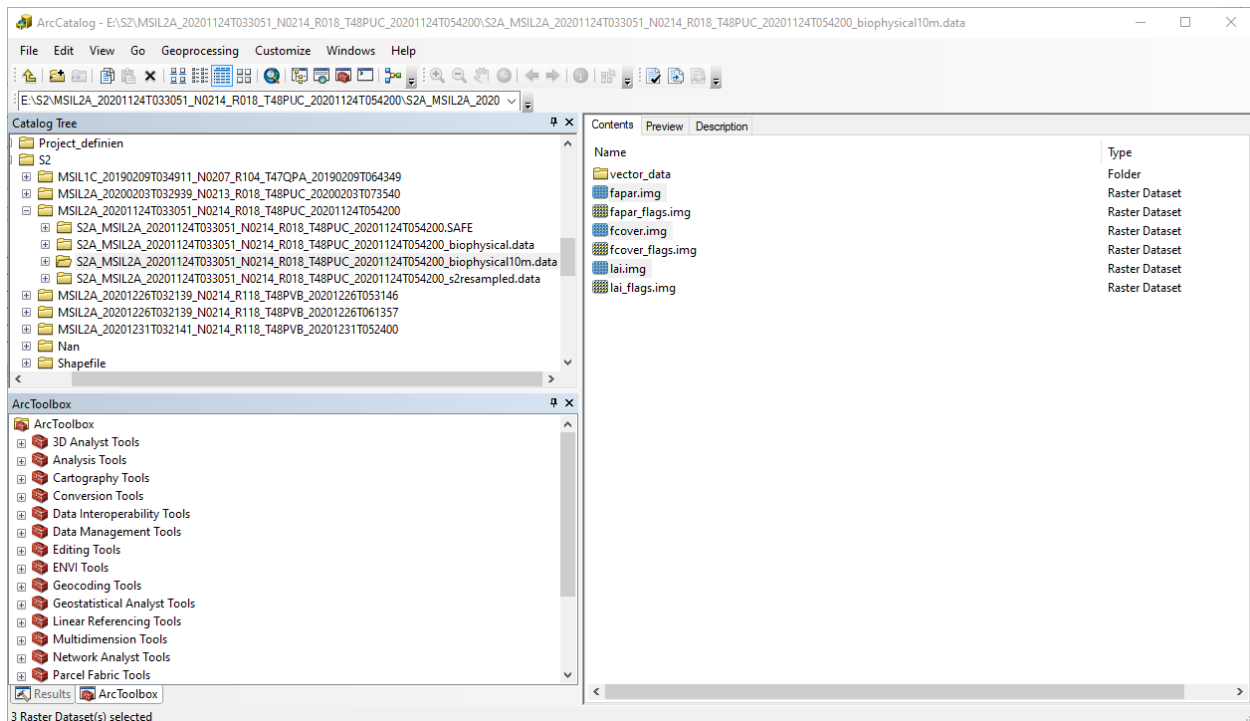 ArcCatalog - E:\S2\MSIL2A_20201124T033051_N0214_R018_T48PUC_20201124T054200\S2A_MSIL2A_20201124T033051_N0214_R018_T48PUC_20201124T054200_biophysical10m.data
File Edit View Go Geoprocessing Customize Windows Help
E:\S2\MSIL2A_20201124T033051_N0214_R018_T48PUC_20201124T054200\S2A_MSIL2A_2020
Catalog Tree
Project_definien
S2
MSIL1C_20190209T034911_N0207_R104_T47QPA_20190209T064349
MSIL2A_20200203T032939_N0213_R018_T48PUC_20200203T073540
MSIL2A_20201124T033051_N0214_R018_T48PUC_20201124T054200
S2A_MSIL2A_20201124T033051_N0214_R018_T48PUC_20201124T054200.SAFE
S2A_MSIL2A_20201124T033051_N0214_R018_T48PUC_20201124T054200_biophysical.data
S2A_MSIL2A_20201124T033051_N0214_R018_T48PUC_20201124T054200_biophysical10m.data
S2A_MSIL2A_20201124T033051_N0214_R018_T48PUC_20201124T054200_s2resampled.data
MSIL2A_20201226T032139_N0214_R118_T48PVB_20201226T053146
MSIL2A_20201226T032139_N0214_R118_T48PVB_20201226T061357
MSIL2A_20201231T032141_N0214_R118_T48PVB_20201231T052400
Nan
Shapefile
ArcToolbox
ArcToolbox
3D Analyst Tools
Analysis Tools
Cartography Tools
Conversion Tools
Data Interoperability Tools
Data Management Tools
Editing Tools
ENVI Tools
Geocoding Tools
Geostatistical Analyst Tools
Linear Referencing Tools
Multidimension Tools
Network Analyst Tools
Parcel Fabric Tools
Results ArcToolbox
Contents Preview Description
Name Type
vector_data Folder
fapar.img Raster Dataset
fapar_flags.img Raster Dataset
fcover.img Raster Dataset
fcover_flags.img Raster Dataset
lai.img Raster Dataset
lai_flags.img Raster Dataset
3 Raster Dataset(s) selected